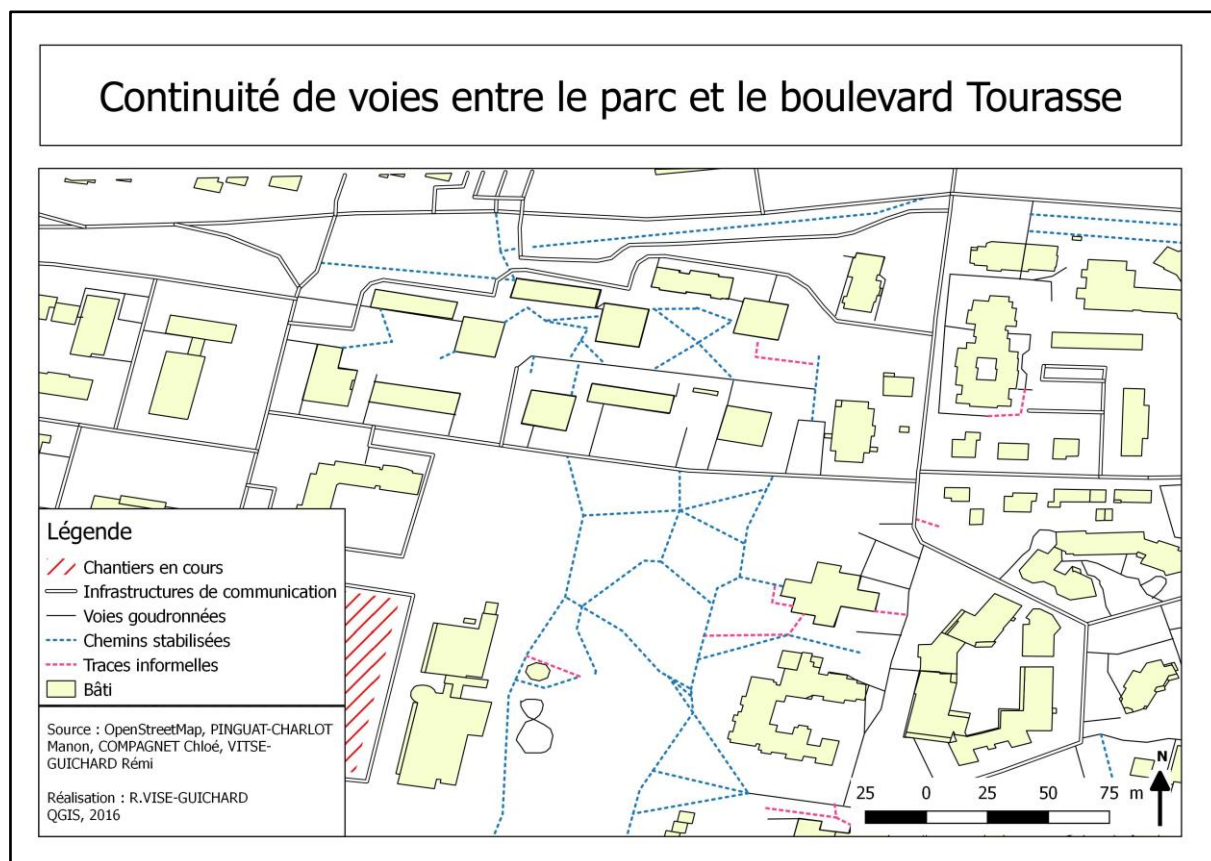 Continuité de voies entre le parc et le boulevard Tourasse
Légende
Chantiers en cours
Infrastructures de communication
Voies goudronnées
Chemins stabilisées
Traces informelles
Bâti
Source : OpenStreetMap, PINGUAT-CHARLOT
Manon, COMPAGNET Chloé, VITSE-
GUICHARD Rémi
Réalisation : R.VISE-GUICHARD
QGIS, 2016
25 0 25 50 75 m
N